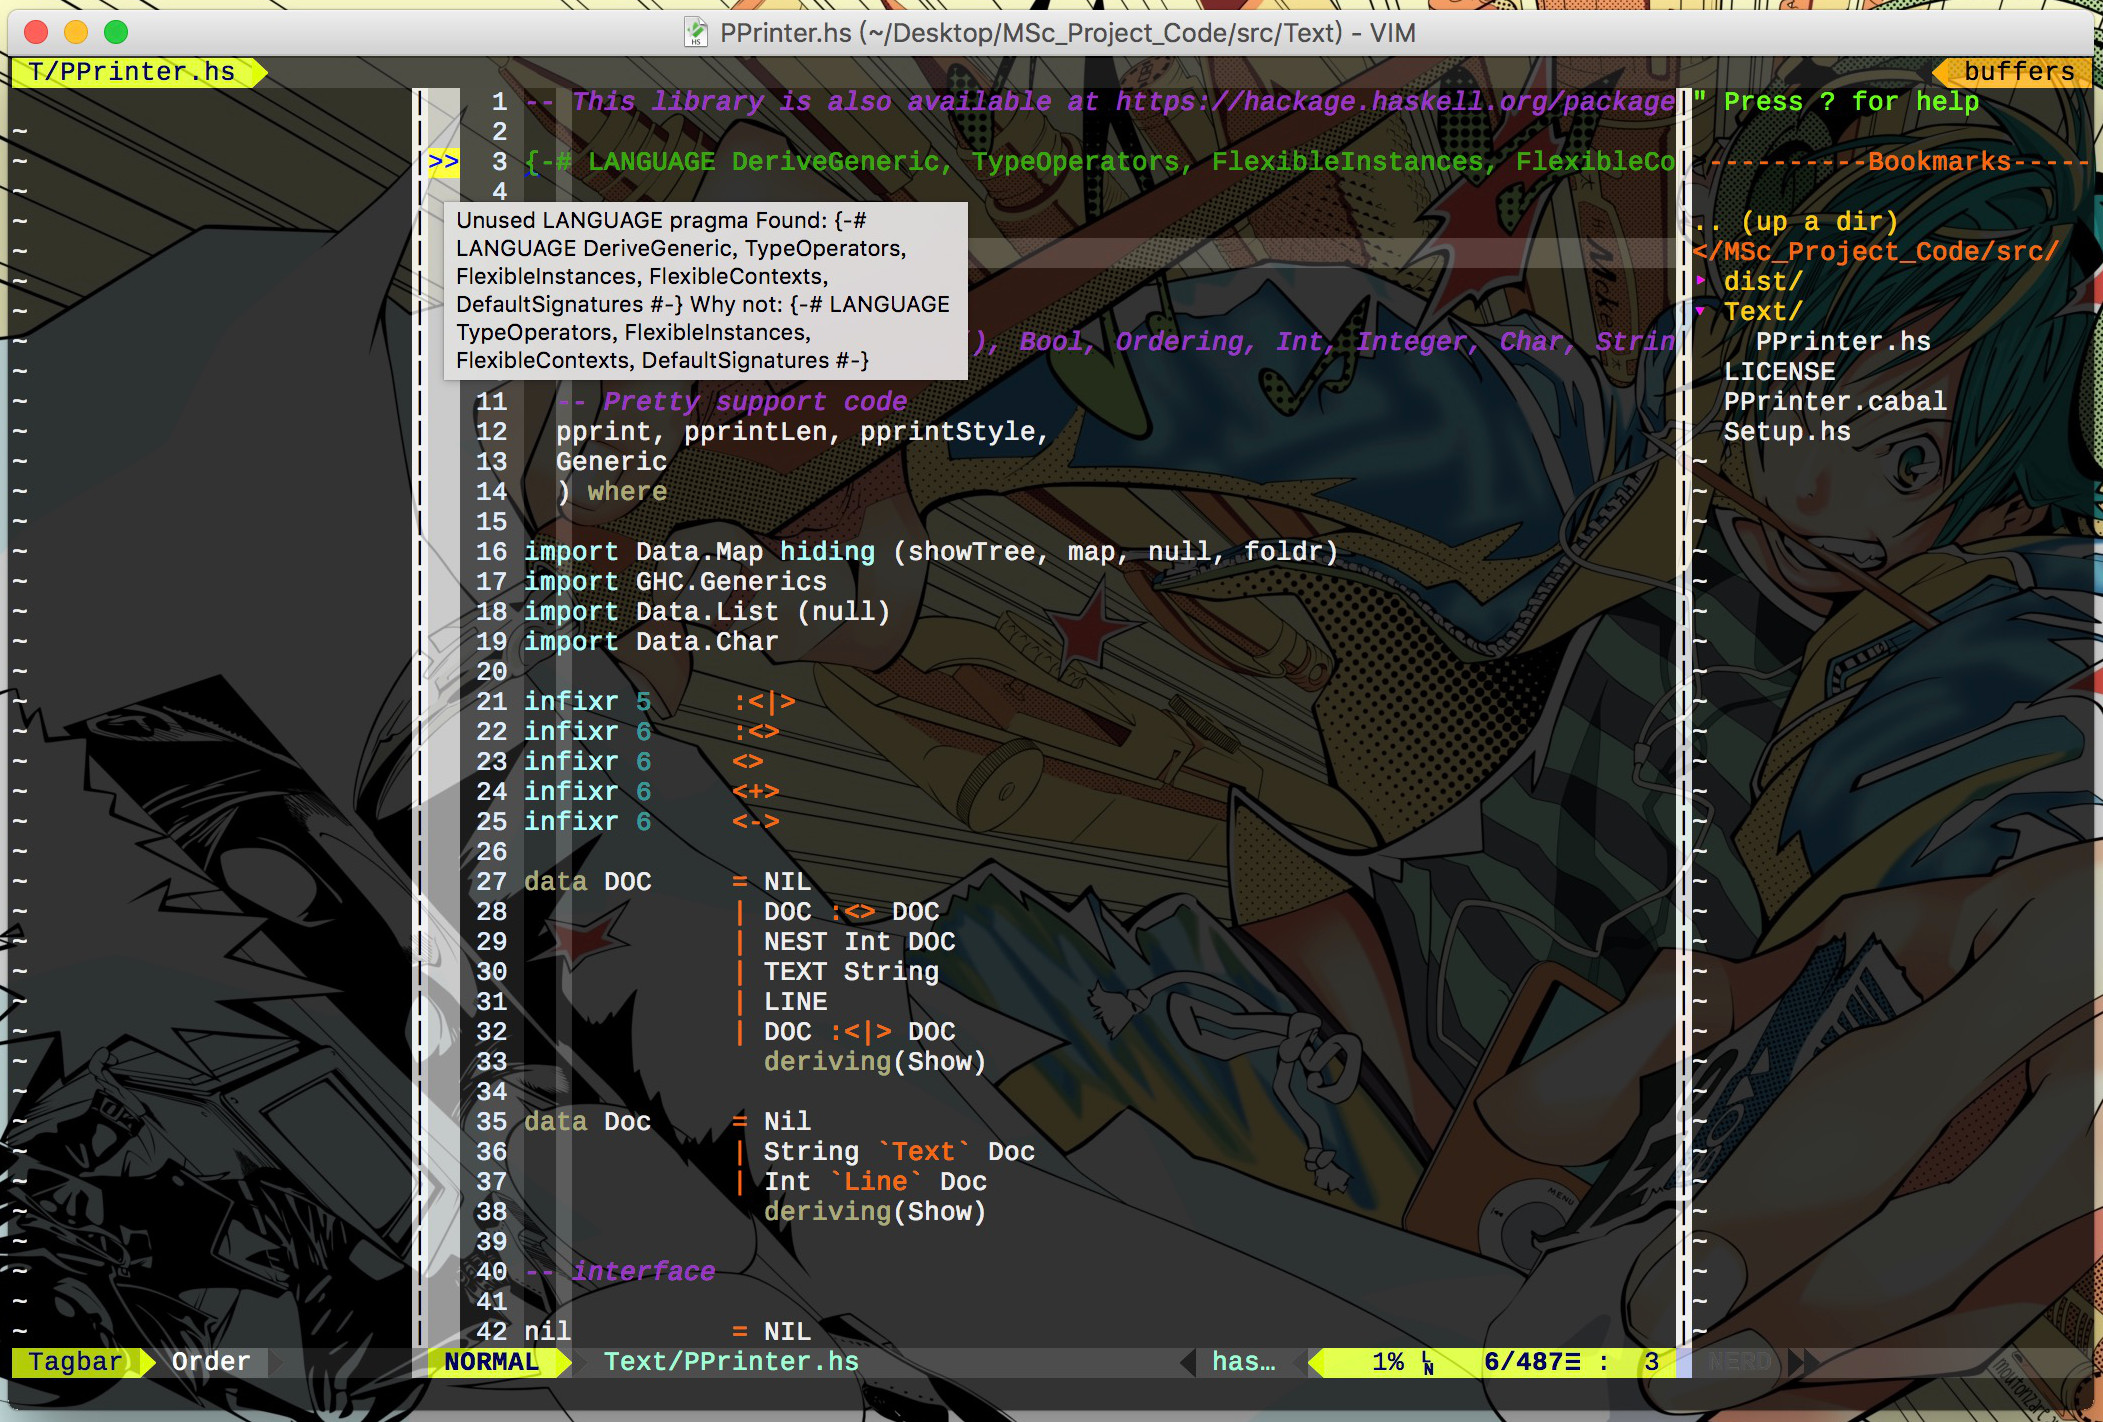 PPrinter.hs (~/Desktop/MSc_Project_Code/src/Text) - VIM
T/PPrinter.hs
buffers
1 -- This library is also available at https://hackage.haskell.org/package
2
>> 3 {-# LANGUAGE DeriveGeneric, TypeOperators, FlexibleInstances, FlexibleCo
4
Unused LANGUAGE pragma Found: {-#
LANGUAGE DeriveGeneric, TypeOperators,
FlexibleInstances, FlexibleContexts,
DefaultSignatures #-} Why not: {-# LANGUAGE
TypeOperators, FlexibleInstances,
FlexibleContexts, DefaultSignatures #-}
), Bool, Ordering, Int, Integer, Char, Strin
11 -- Pretty support code
12 pprint, pprintLen, pprintStyle,
13 Generic
14 ) where
15
16 import Data.Map hiding (showTree, map, null, foldr)
17 import GHC.Generics
18 import Data.List (null)
19 import Data.Char
20
21 infixr 5 :<|>
22 infixr 6 :<>
23 infixr 6 <>
24 infixr 6 <+>
25 infixr 6 <->
26
27 data DOC = NIL
28 | DOC :<> DOC
29 | NEST Int DOC
30 | TEXT String
31 | LINE
32 | DOC :<|> DOC
33 deriving(Show)
34
35 data Doc = Nil
36 | String `Text` Doc
37 | Int `Line` Doc
38 deriving(Show)
39
40 -- interface
41
42 nil = NIL
" Press ? for help
----------Bookmarks-----
.. (up a dir)
</MSc_Project_Code/src/
▸ dist/
▾ Text/
PPrinter.hs
LICENSE
PPrinter.cabal
Setup.hs
MENU
Tagbar Order
NORMAL Text/PPrinter.hs has… 1% 6/487≡ : 3 NERD